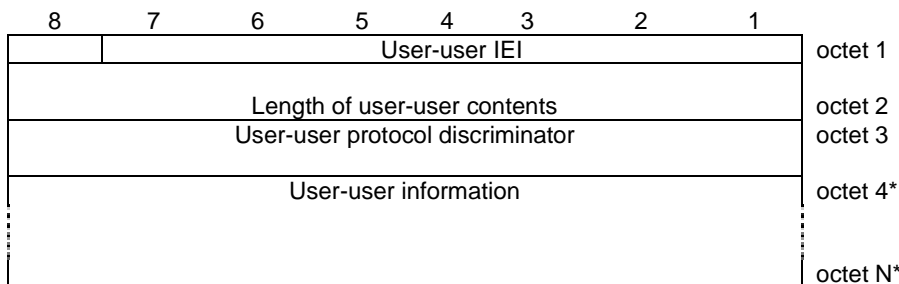 8 7 6 5 4 3 2 1
User-user IEI octet 1
Length of user-user contents octet 2
User-user protocol discriminator octet 3
User-user information octet 4*
octet N*